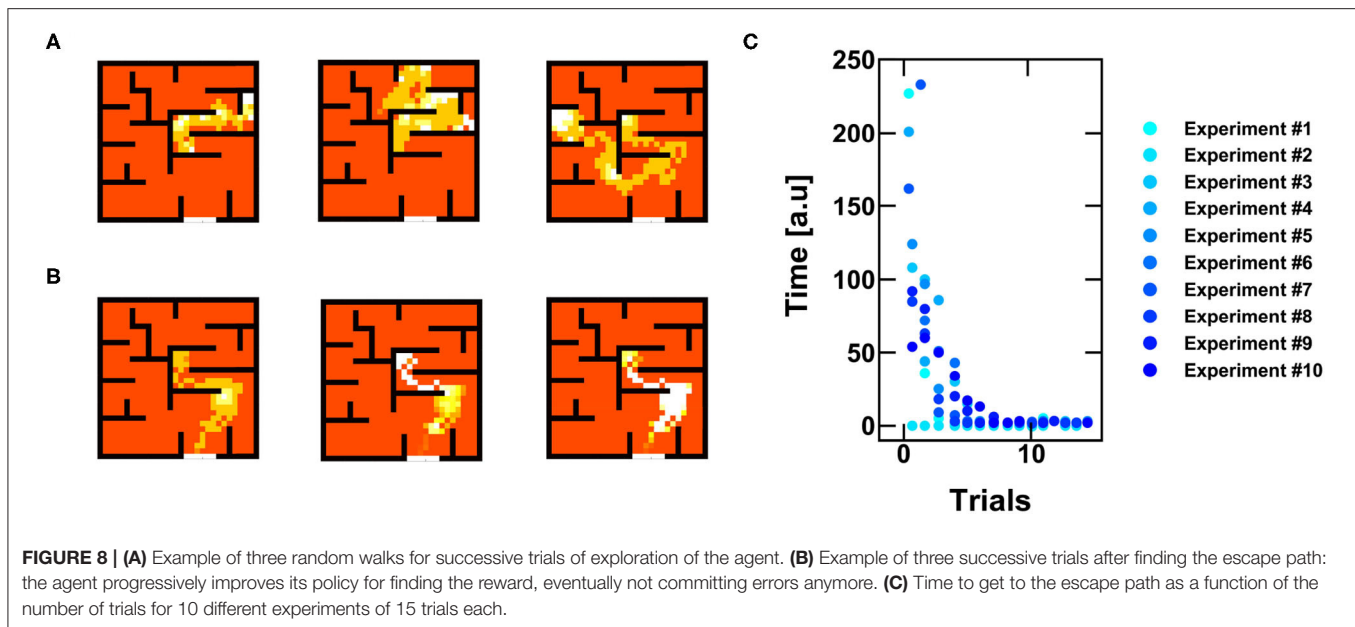 A
B
C
250
200
150
100
50
0
Time [a.u]
0
10
Trials
Experiment #1
Experiment #2
Experiment #3
Experiment #4
Experiment #5
Experiment #6
Experiment #7
Experiment #8
Experiment #9
Experiment #10
FIGURE 8 | (A) Example of three random walks for successive trials of exploration of the agent. (B) Example of three successive trials after finding the escape path:
the agent progressively improves its policy for finding the reward, eventually not committing errors anymore. (C) Time to get to the escape path as a function of the
number of trials for 10 different experiments of 15 trials each.